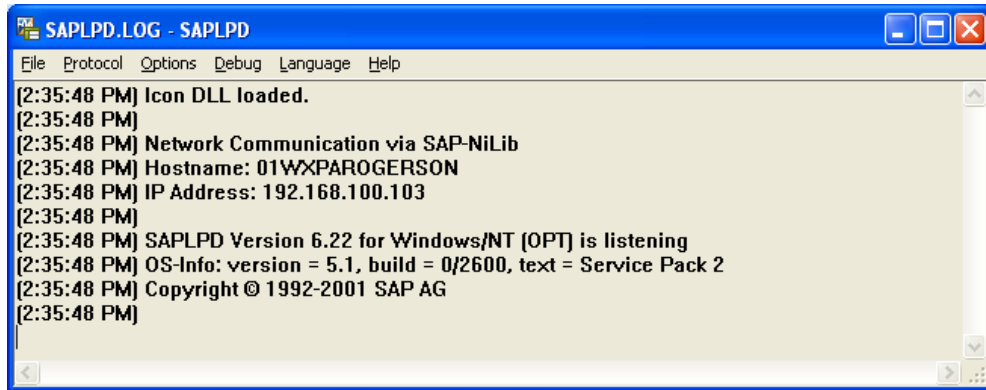 SAPLPD.LOG - SAPLPD
File Protocol Options Debug Language Help
(2:35:48 PM) Icon DLL loaded.
(2:35:48 PM)
(2:35:48 PM) Network Communication via SAP-NiLib
(2:35:48 PM) Hostname: 01WXPAROGERSON
(2:35:48 PM) IP Address: 192.168.100.103
(2:35:48 PM)
(2:35:48 PM) SAPLPD Version 6.22 for Windows/NT (OPT) is listening
(2:35:48 PM) OS-Info: version = 5.1, build = 0/2600, text = Service Pack 2
(2:35:48 PM) Copyright © 1992-2001 SAP AG
(2:35:48 PM)